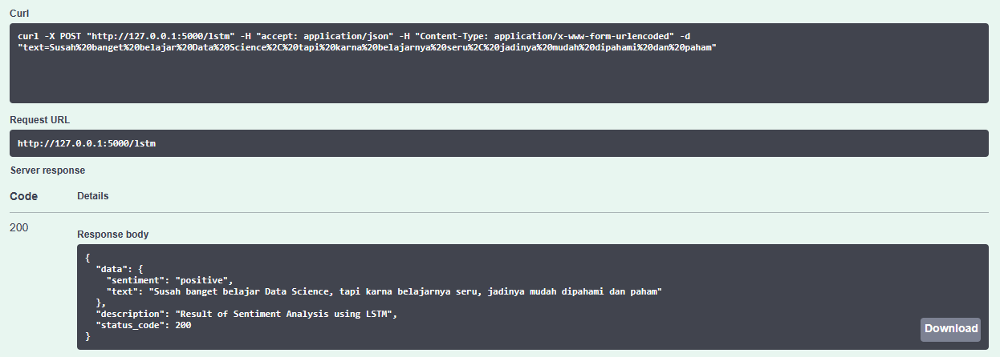 Curl
curl -X POST "http://127.0.0.1:5000/lstm" -H "accept: application/json" -H "Content-Type: application/x-www-form-urlencoded" -d
"text=Susah%20banget%20belajar%20Data%20Science%2C%20tapi%20karna%20belajarnya%20seru%2C%20jadinya%20mudah%20dipahami%20dan%20paham"
Request URL
http://127.0.0.1:5000/lstm
Server response
Code Details
200
Response body
{
  "data": {
    "sentiment": "positive",
    "text": "Susah banget belajar Data Science, tapi karna belajarnya seru, jadinya mudah dipahami dan paham"
  },
  "description": "Result of Sentiment Analysis using LSTM",
  "status_code": 200
}
Download